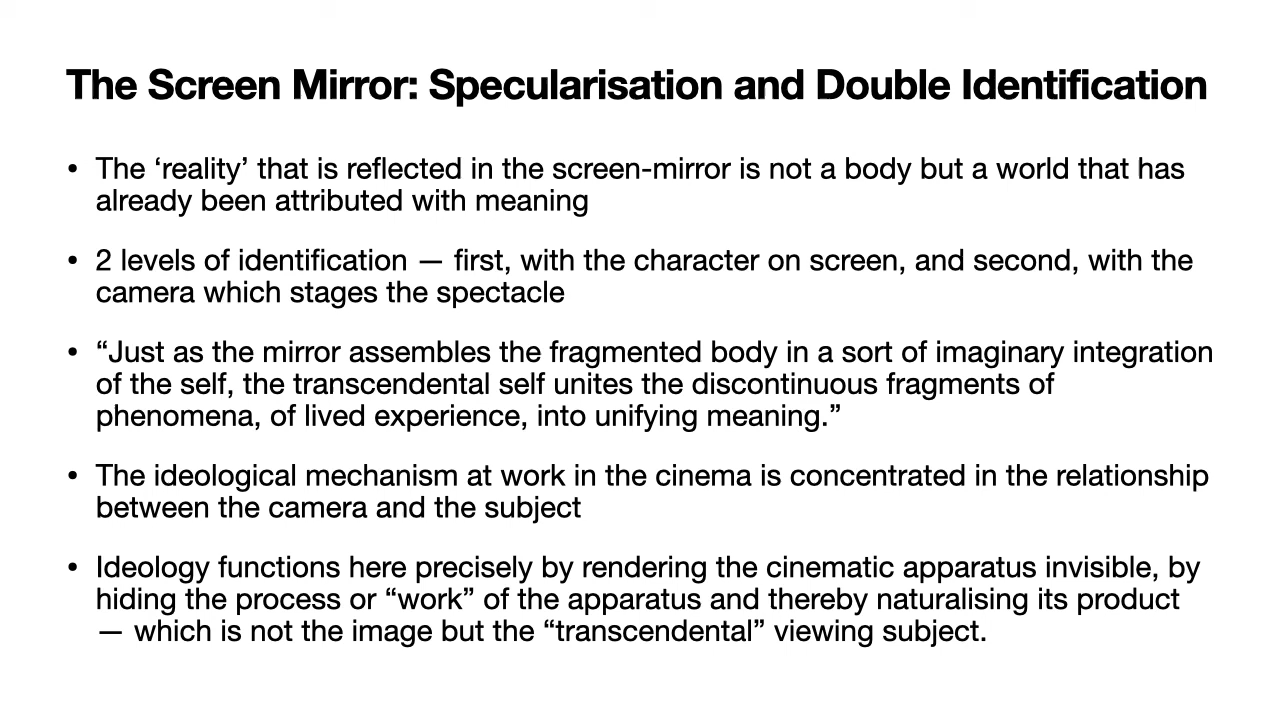 The Screen Mirror: Specularisation and Double Identification
• The ‘reality’ that is reflected in the screen-mirror is not a body but a world that has
already been attributed with meaning
• 2 levels of identification — first, with the character on screen, and second, with the
camera which stages the spectacle
• “Just as the mirror assembles the fragmented body in a sort of imaginary integration
of the self, the transcendental self unites the discontinuous fragments of
phenomena, of lived experience, into unifying meaning.”
• The ideological mechanism at work in the cinema is concentrated in the relationship
between the camera and the subject
• Ideology functions here precisely by rendering the cinematic apparatus invisible, by
hiding the process or “work” of the apparatus and thereby naturalising its product
— which is not the image but the “transcendental” viewing subject.